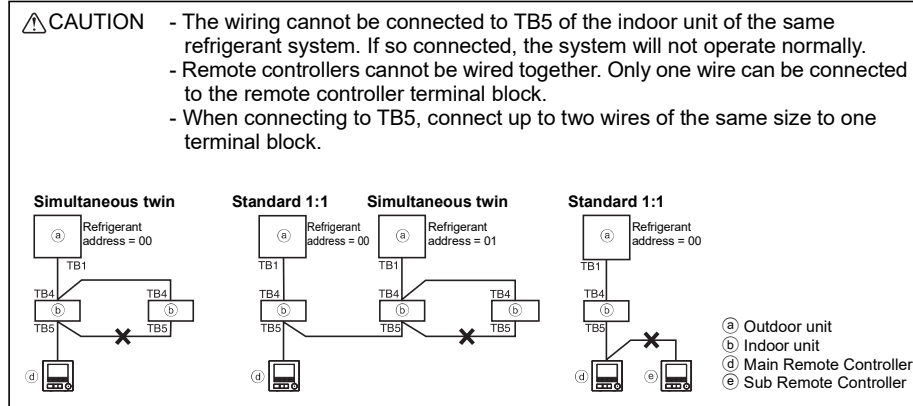 ⚠CAUTION - The wiring cannot be connected to TB5 of the indoor unit of the same
refrigerant system. If so connected, the system will not operate normally.
- Remote controllers cannot be wired together. Only one wire can be connected
to the remote controller terminal block.
- When connecting to TB5, connect up to two wires of the same size to one
terminal block.
Simultaneous twin
ⓐ
Refrigerant
address = 00
TB1
TB4
TB4
ⓑ
ⓑ
TB5
TB5
ⓓ
Standard 1:1
Simultaneous twin
ⓐ
Refrigerant
address = 00
ⓐ
Refrigerant
address = 01
TB1
TB1
TB4
TB4
TB4
ⓑ
ⓑ
ⓑ
TB5
TB5
TB5
ⓓ
Standard 1:1
ⓐ
Refrigerant
address = 00
TB1
TB4
ⓑ
TB5
ⓓ
ⓔ
ⓐ Outdoor unit
ⓑ Indoor unit
ⓓ Main Remote Controller
ⓔ Sub Remote Controller